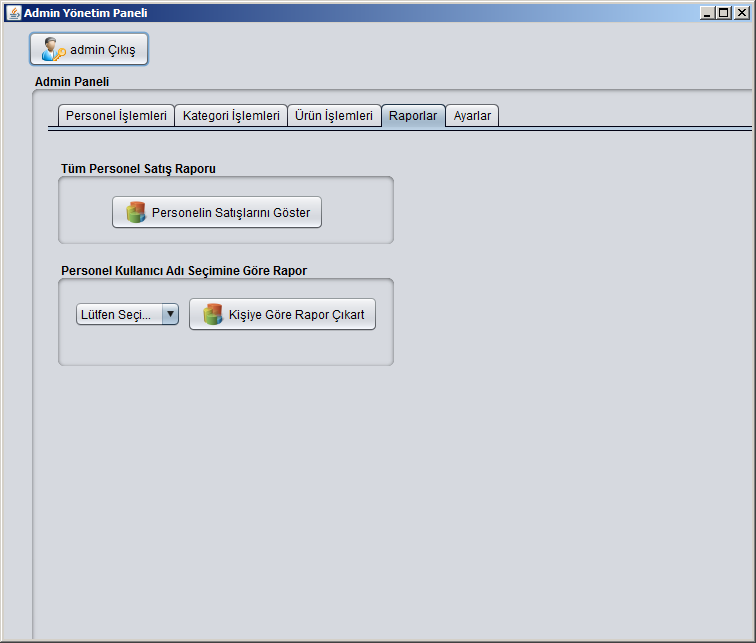 Admin Yönetim Paneli
admin Çıkış
Admin Paneli
Personel İşlemleri Kategori İşlemleri Ürün İşlemleri Raporlar Ayarlar
Tüm Personel Satış Raporu
Personelin Satışlarını Göster
Personel Kullanıcı Adı Seçimine Göre Rapor
Lütfen Seçi... Kişiye Göre Rapor Çıkart